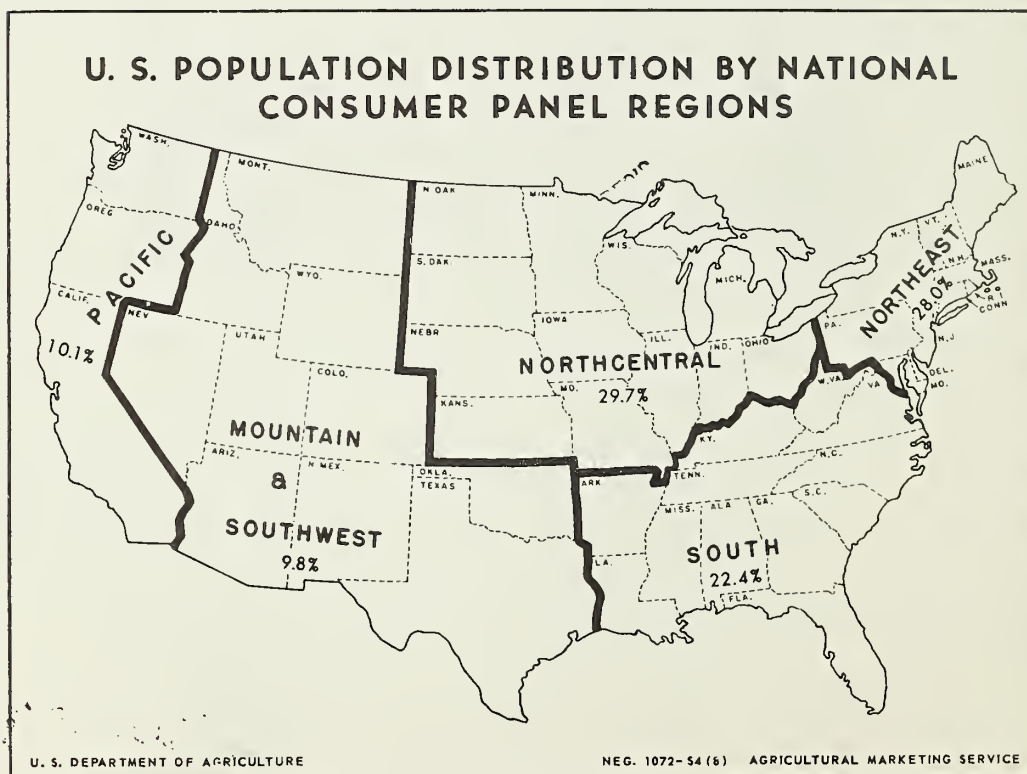 U. S. POPULATION DISTRIBUTION BY NATIONAL
CONSUMER PANEL REGIONS
WASH.
MONT.
N DAK
MINN.
MAINE
OREG
IDAHO
S. DAK
WIS.
MICH.
N.Y.
VT.
N.H.
MASS.
R I
CONN
PACIFIC
CALIF.
10.1%
NEV
WYO.
NEBR
IOWA
ILL.
IND.
OHIO
PA.
NORTHEAST
28.0%
N.J
DEL.
MD.
UTAH
COLO.
KANS.
NORTHCENTRAL
MO.
29.7%
W.VA
VA
KY.
MOUNTAIN
&
SOUTHWEST
9.8%
ARIZ.
N MEX.
OKLA.
TEXAS
ARK.
TENN.
N.C.
S.C.
MISS.
ALA
GA.
LA.
SOUTH
22.4%
FLA.
U. S. DEPARTMENT OF AGRICULTURE
NEG. 1072-54 (8) AGRICULTURAL MARKETING SERVICE